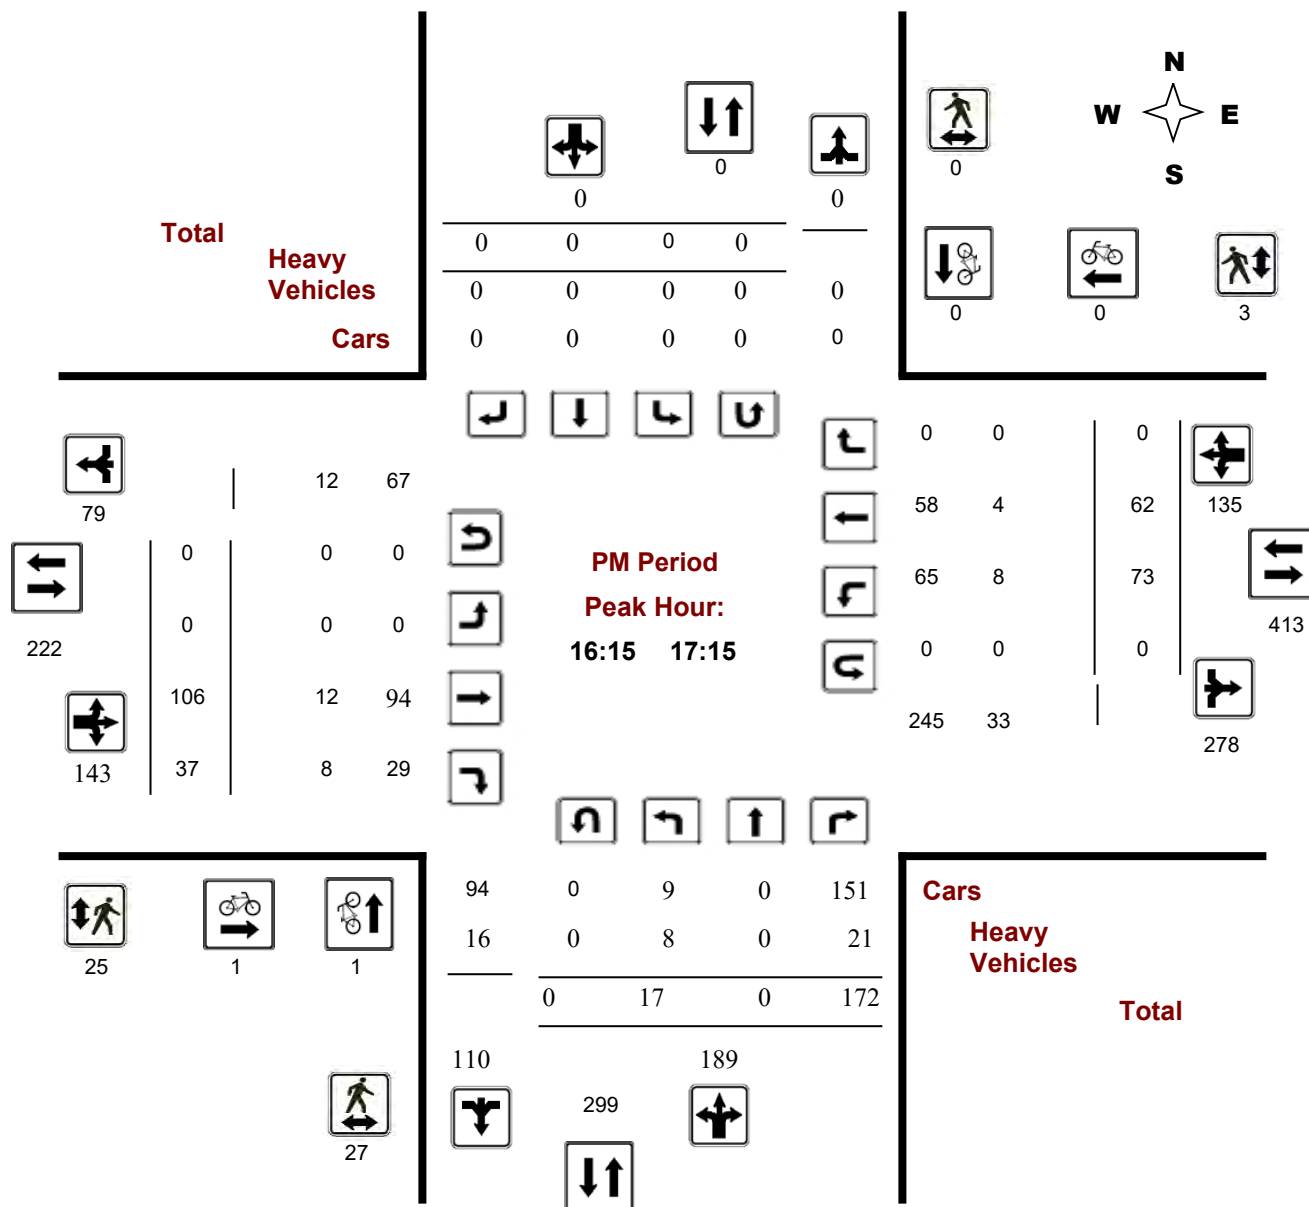 N
W E
S
0
0
0
0 0
Total
0 0 0 0
Heavy
Vehicles
0 0 0 0 0
0 0 3
Cars
0 0 0 0 0
0 0 0
12 67
79
58 4 62 135
0 0 0
PM Period
65 8 73
Peak Hour:
0 0 0
413
222
16:15 17:15
0 0 0
106 12 94
245 33
278
143 37 8 29
94 0 9 0 151
Cars
16 0 8 0 21
Heavy
Vehicles
25 1 1
0 17 0 172
Total
110 189
299
27